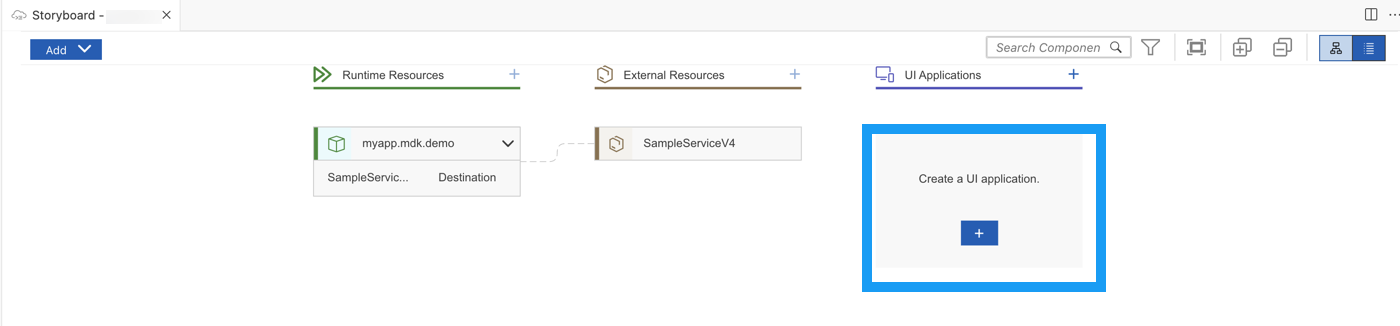 Storyboard -
Add
Search Componen
Runtime Resources
External Resources
UI Applications
myapp.mdk.demo
SampleServiceV4
SampleServic... Destination
Create a UI application.